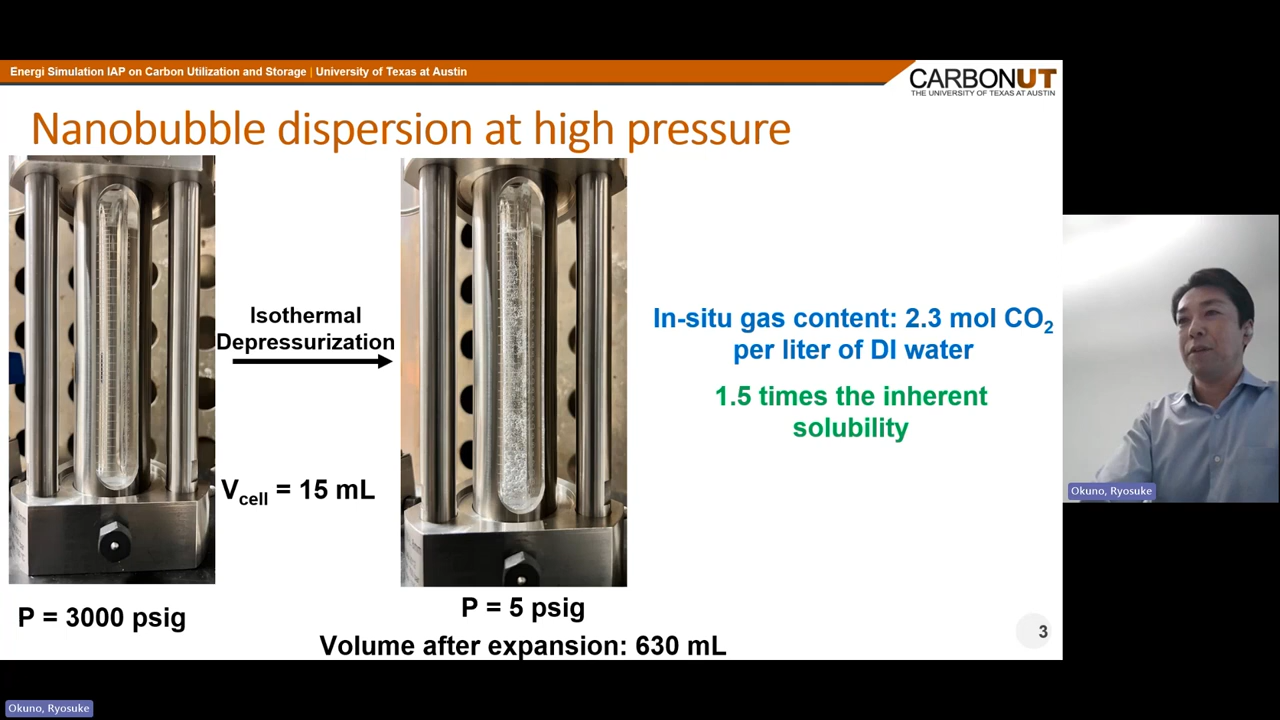 Energi Simulation IAP on Carbon Utilization and Storage | University of Texas at Austin
CARBONUT
THE UNIVERSITY OF TEXAS AT AUSTIN
Nanobubble dispersion at high pressure
Isothermal
Depressurization
V_cell = 15 mL
In-situ gas content: 2.3 mol CO₂
per liter of DI water
1.5 times the inherent
solubility
P = 3000 psig
P = 5 psig
Volume after expansion: 630 mL
3
Okuno, Ryosuke
Okuno, Ryosuke